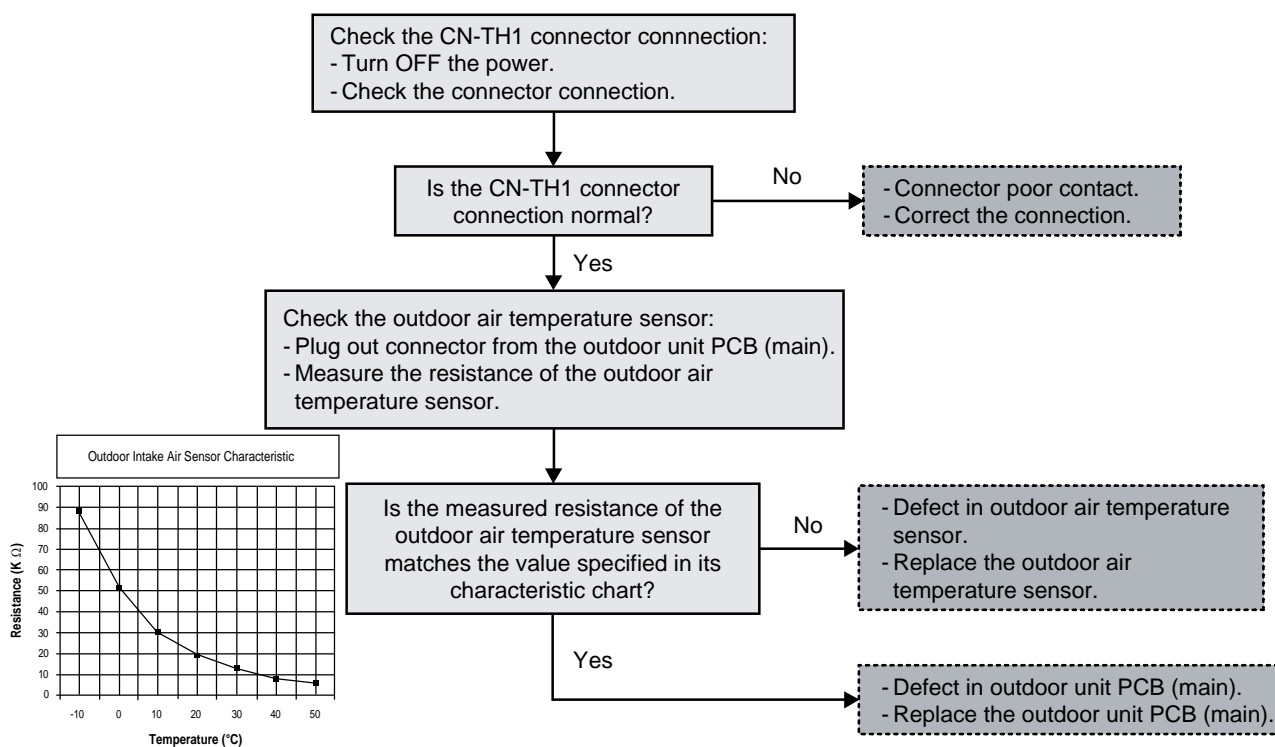 Check the CN-TH1 connector connnection:
- Turn OFF the power.
- Check the connector connection.
Is the CN-TH1 connector
connection normal?
No
- Connector poor contact.
- Correct the connection.
Yes
Check the outdoor air temperature sensor:
- Plug out connector from the outdoor unit PCB (main).
- Measure the resistance of the outdoor air
temperature sensor.
Outdoor Intake Air Sensor Characteristic
Resistance (K Ω)
100
90
80
70
60
50
40
30
20
10
0
-10 0 10 20 30 40 50
Temperature (°C)
Is the measured resistance of the
outdoor air temperature sensor
matches the value specified in its
characteristic chart?
No
- Defect in outdoor air temperature
sensor.
- Replace the outdoor air
temperature sensor.
Yes
- Defect in outdoor unit PCB (main).
- Replace the outdoor unit PCB (main).